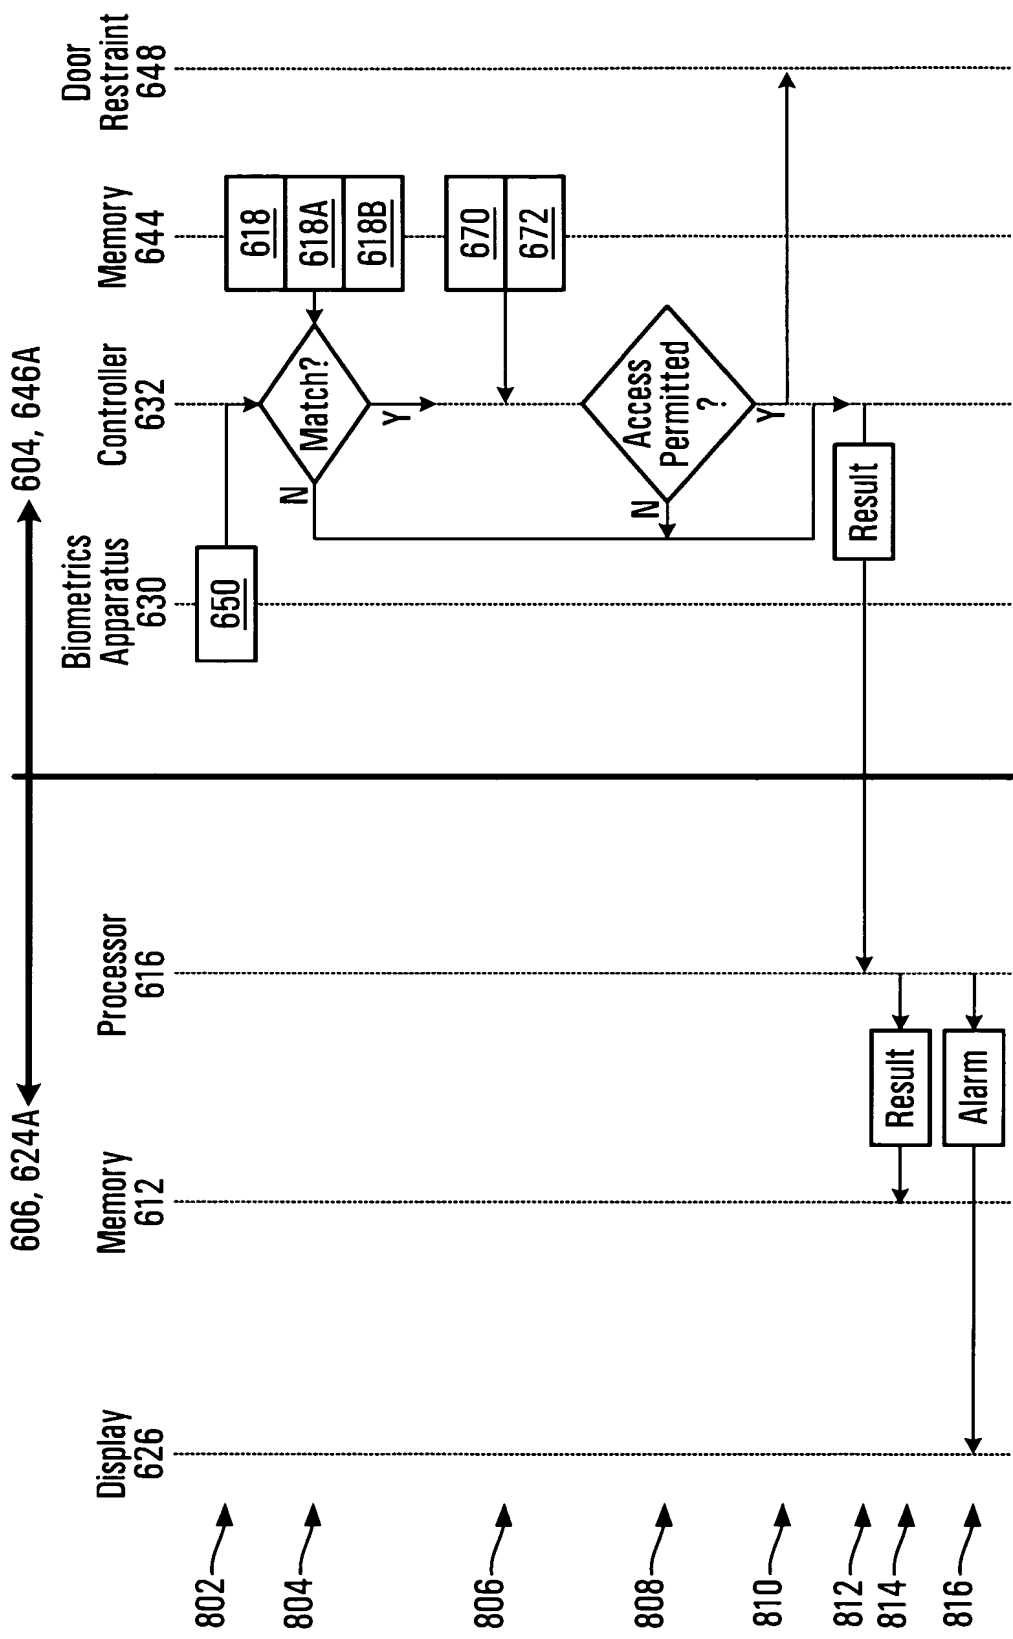 606, 624A
604, 646A
Display
626
Memory
612
Processor
616
Biometrics
Apparatus
630
Controller
632
Memory
644
Door
Restraint
648
802
650
618
804
N
Match?
618A
Y
618B
806
670
672
808
N
Access
Permitted
?
810
Y
812
Result
814
Result
816
Alarm